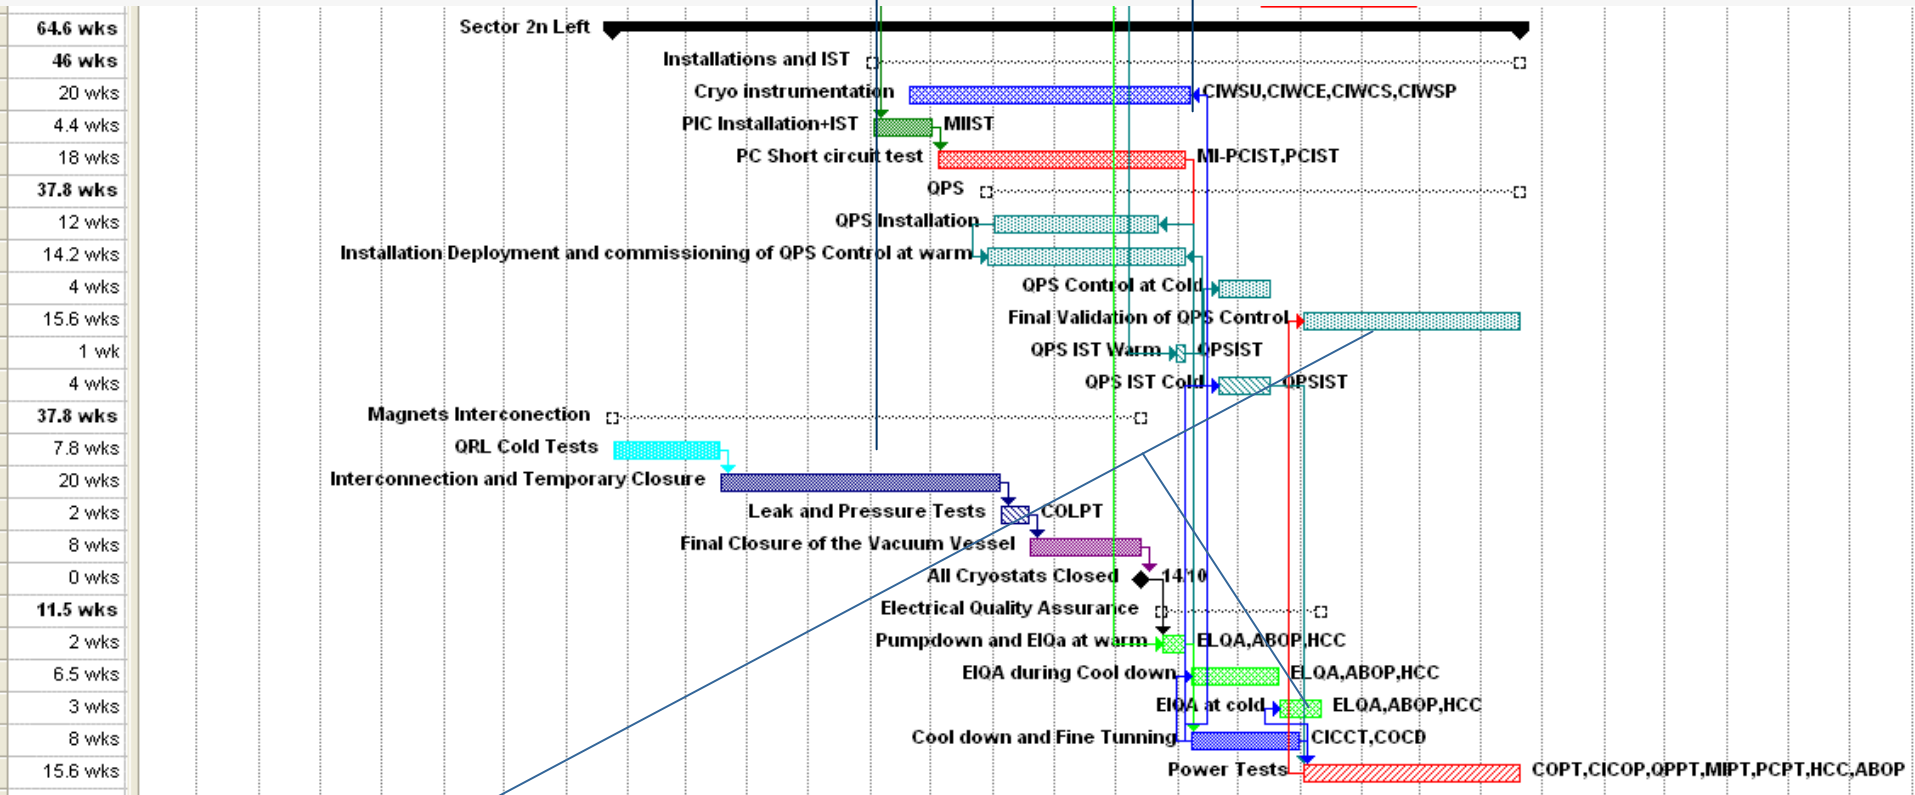 64.6 wks Sector 2n Left
46 wks Installations and IST
20 wks Cryo instrumentation CIWSU,CIWCE,CIWCS,CIWSP
4.4 wks PIC Installation+IST MIIST
18 wks PC Short circuit test MI-PCIST,PCIST
37.8 wks QPS
12 wks QPS Installation
14.2 wks Installation Deployment and commissioning of QPS Control at warm
4 wks QPS Control at Cold
15.6 wks Final Validation of QPS Control
1 wk QPS IST Warm QPSIST
4 wks QPS IST Cold QPSIST
37.8 wks Magnets Interconection
7.8 wks QRL Cold Tests
20 wks Interconnection and Temporary Closure
2 wks Leak and Pressure Tests COLPT
8 wks Final Closure of the Vacuum Vessel
0 wks All Cryostats Closed 14/10
11.5 wks Electrical Quality Assurance
2 wks Pumpdown and ElQa at warm ELQA,ABOP,HCC
6.5 wks ElQA during Cool down ELQA,ABOP,HCC
3 wks ElQA at cold ELQA,ABOP,HCC
8 wks Cool down and Fine Tunning CICCT,COCD
15.6 wks Power Tests COPT,CICOP,QPPT,MIPT,PCPT,HCC,ABOP